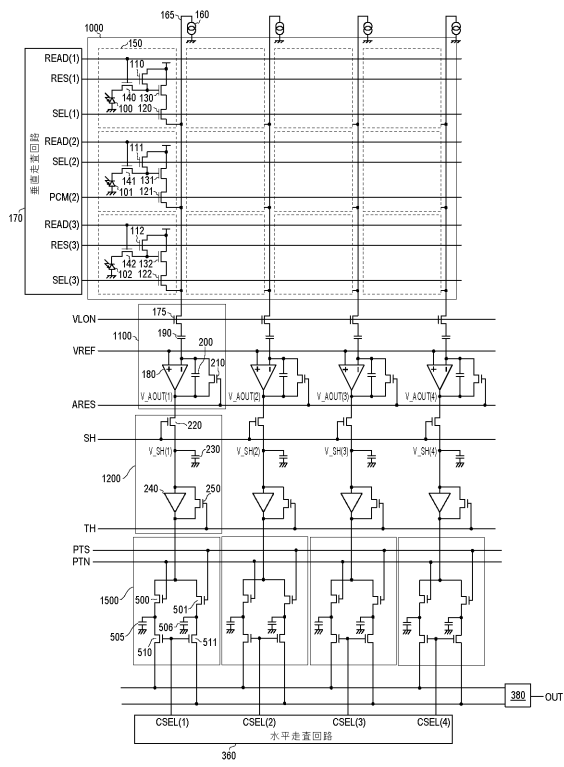 165
160
1000
150
READ(1)
110
RES(1)
140
130
100
120
SEL(1)
READ(2)
111
SEL(2)
141
131
101
121
PCM(2)
垂直走査回路
170
READ(3)
112
RES(3)
142
132
102
122
SEL(3)
175
VLON
1100
190
VREF
200
210
180
V_AOUT(1)
V_AOUT(2)
V_AOUT(3)
V_AOUT(4)
ARES
220
SH
V_SH(1)
V_SH(2)
V_SH(3)
V_SH(4)
230
1200
240
250
TH
PTS
PTN
1500
500
501
505
506
510
511
380
OUT
CSEL(1)
CSEL(2)
CSEL(3)
CSEL(4)
水平走査回路
360